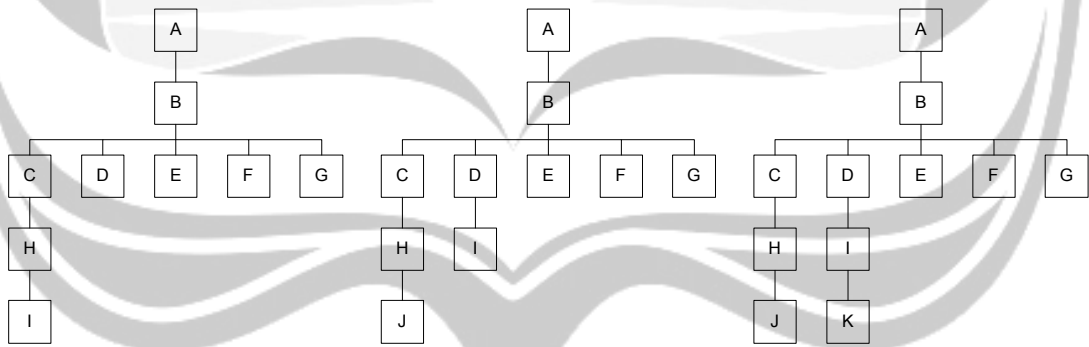 A A A
B B B
C D E F G C D E F G C D E F G
H H I H I
I J J K